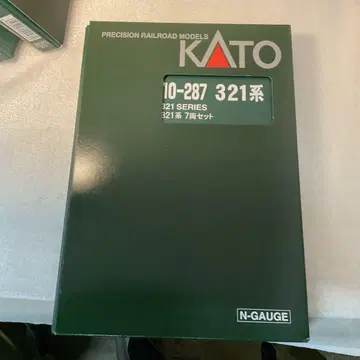 PRECISION RAILROAD MODELS
KATO
10-287 321系
321 SERIES
321系 7両セット
N-GAUGE